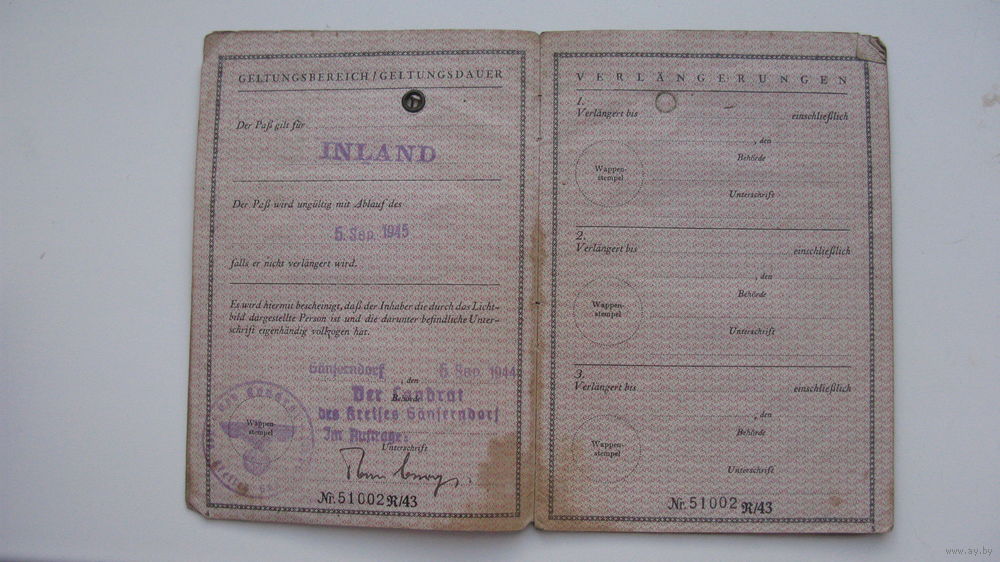 GELTUNGSBEREICH/GELTUNGSDAUER
Der Paß gilt für
INLAND
Der Paß wird ungültig mit Ablauf des
5. Sep. 1945
falls er nicht verlängert wird.
Es wird hiermit bescheinigt, daß der Inhaber die durch das Licht-
bild dargestellte Person ist und die darunter befindliche Unter-
schrift eigenhändig vollzogen hat.
Gänserndorf, den 6. Sep. 1944
Der Landrat
Behörde
des Kreises Gänserndorf
Im Auftrage:
Wappen-
stempel
Unterschrift
Nr. 51002 R/43
VERLÄNGERUNGEN
1.
Verlängert bis einschließlich
, den
Behörde
Wappen-
stempel
Unterschrift
2.
Verlängert bis einschließlich
, den
Behörde
Wappen-
stempel
Unterschrift
3.
Verlängert bis einschließlich
, den
Behörde
Wappen-
stempel
Unterschrift
Nr. 51002 R/43
4
5
www.ay.by